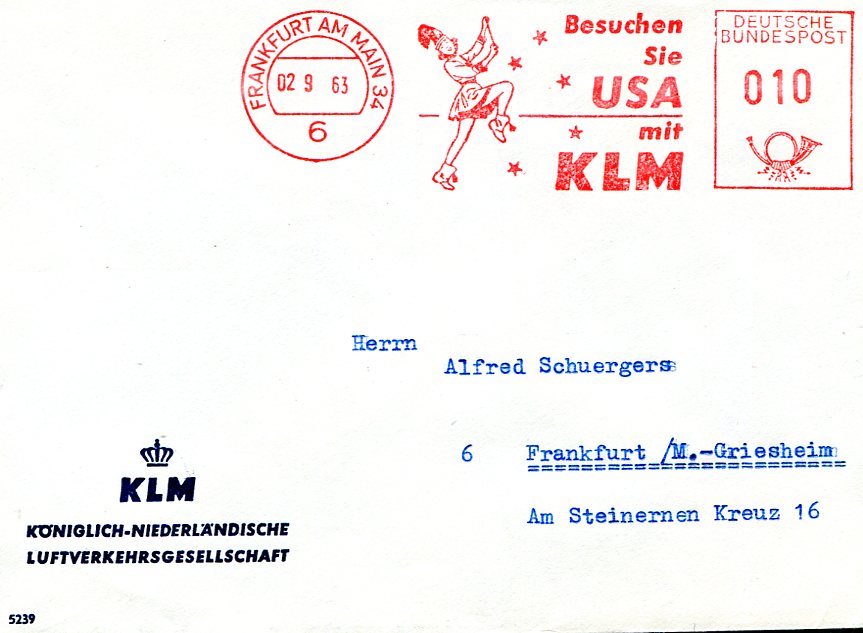 FRANKFURT AM MAIN 34
02 9 63
6
Besuchen
Sie
USA
mit
KLM
DEUTSCHE
BUNDESPOST
010
Herrn
Alfred Schuergers
6 Frankfurt /M.-Griesheim
Am Steinernen Kreuz 16
KLM
KÖNIGLICH-NIEDERLÄNDISCHE
LUFTVERKEHRSGESELLSCHAFT
5239